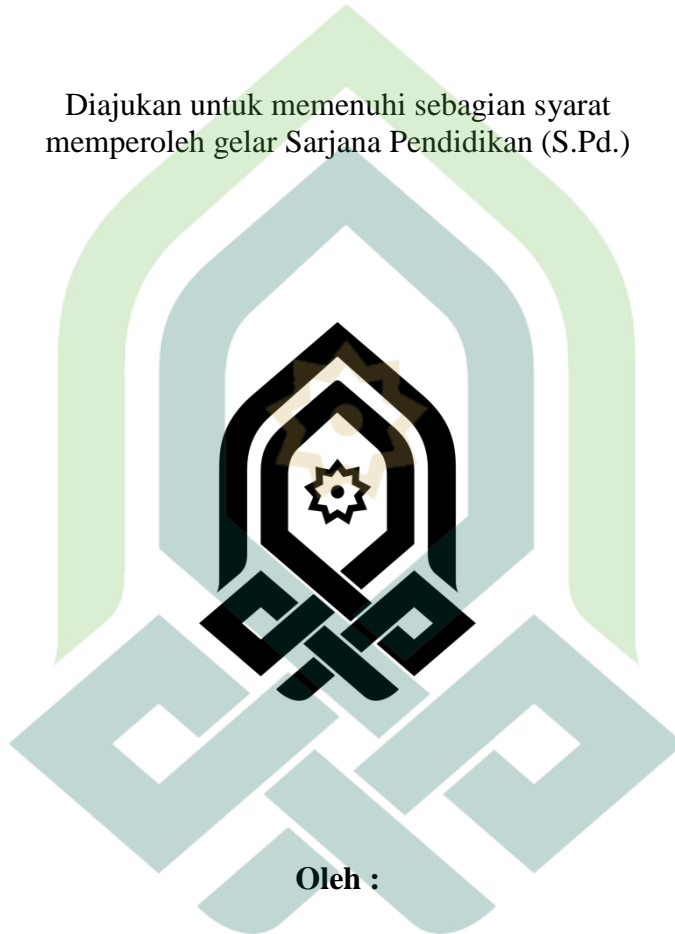 Diajukan untuk memenuhi sebagian syarat
memperoleh gelar Sarjana Pendidikan (S.Pd.)
Oleh :